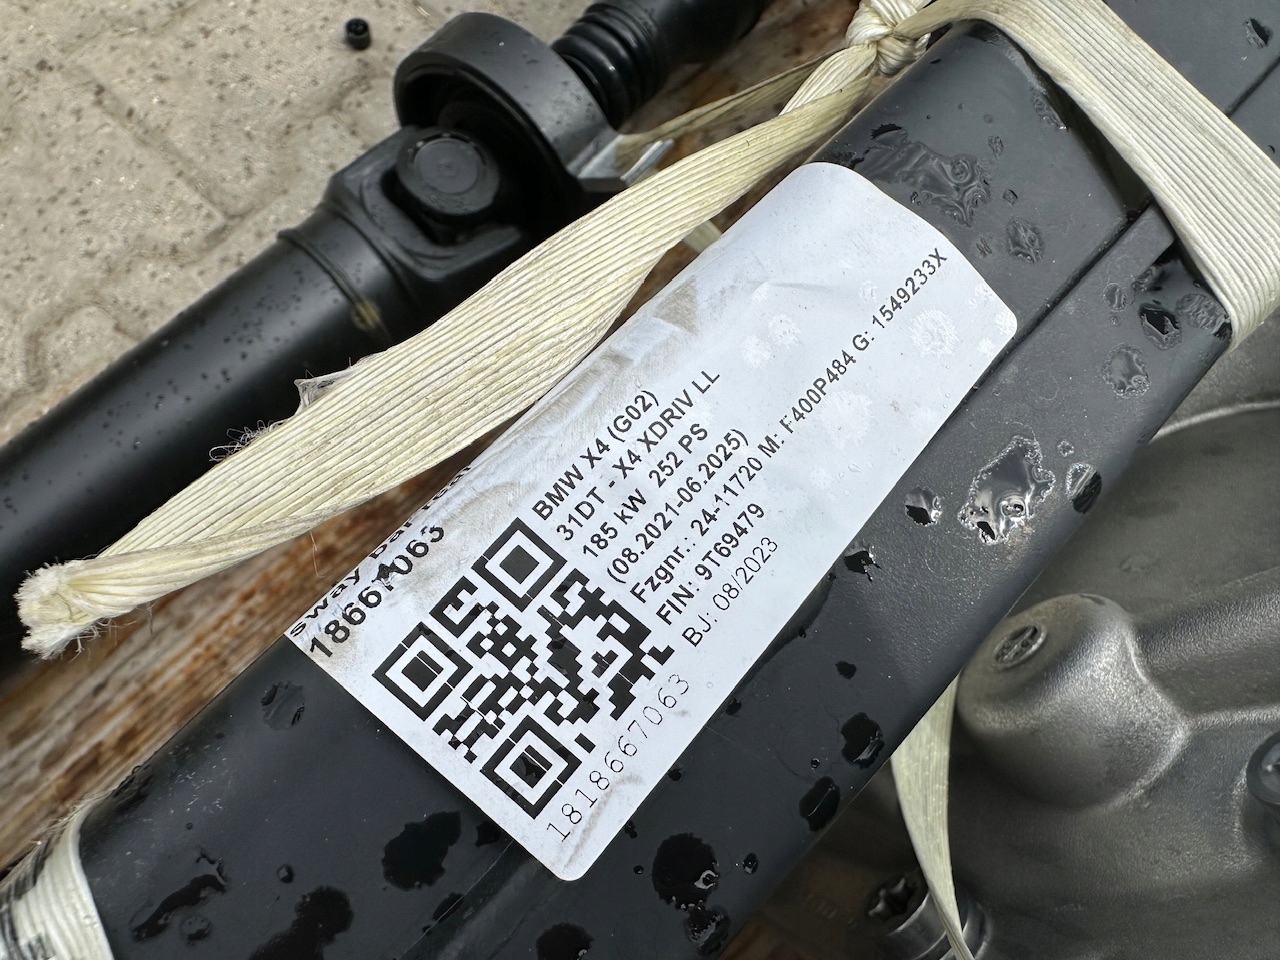 sway bar
18667063
BMW X4 (G02)
31DT - X4 XDRIV LL
185 kW 252 PS
(08.2021-06.2025)
Fzgnr.: 24-11720 M: F400P484 G: 1549233X
FIN: 9T69479
BJ: 08/2023
1818667063